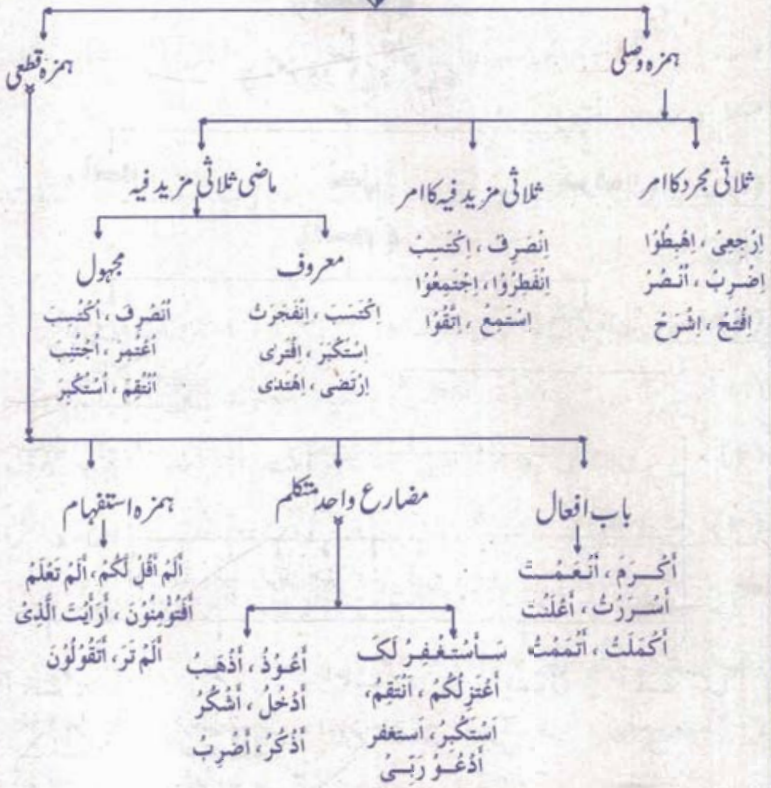 ہمزہ وصلی
ہمزہ قطعی
ثلاثی مجرد کا امر
اِرْجَعِیْ ، اِهْبِطُوْا
اِضْرِبْ ، اُنْصُرْ
اِفْتَحْ ، اِشْرَحْ
ثلاثی مزید فیہ کا امر
اِنْصَرِفْ ، اِکْتَسِبْ
اِنْفَطِرُوْا ، اِجْتَمِعُوْا
اِسْتَمِعْ ، اِتَّقُوْا
ماضی ثلاثی مزید فیہ
معروف
اِکْتَسَبَ ، اِنْفَجَرَتْ
اِسْتَکْبَرَ ، اِفْتَرٰی
اِرْتَضٰی ، اِهْتَدٰی
مجہول
اُنْصُرِفَ ، اُکْتُسِبَ
اُعْتُمِرَ ، اُجْتُنِبَ
اُنْتُقِمَ ، اُسْتُکْبِرَ
باب افعال
أَکْرَمَ ، أَنْعَمْتَ
أَسْرَرْتُ ، أَعْلَنْتُ
أَکْمَلْتُ ، أَتْمَمْتُ
مضارع واحد متکلم
سَأَسْتَغْفِرُ لَکَ
أَعْتَزِلُکُمْ ، أَنْتَقِمُ،
أَسْتَکْبِرُ ، أستغفر
أَدْعُوْ رَبِّیْ
أَعُوْذُ ، أَذْهَبُ
أَدْخُلُ ، أَشْکُرُ
أَذْکُرُ ، أَضْرِبُ
ہمزہ استفہام
أَلَمْ أَقُلْ لَکُمْ ، أَلَمْ تَعْلَمْ
أَفَتُؤْمِنُوْنَ ، أَرَأَیْتَ الَّذِیْ
أَلَمْ تَرَ ، أَتَقُوْلُوْنَ